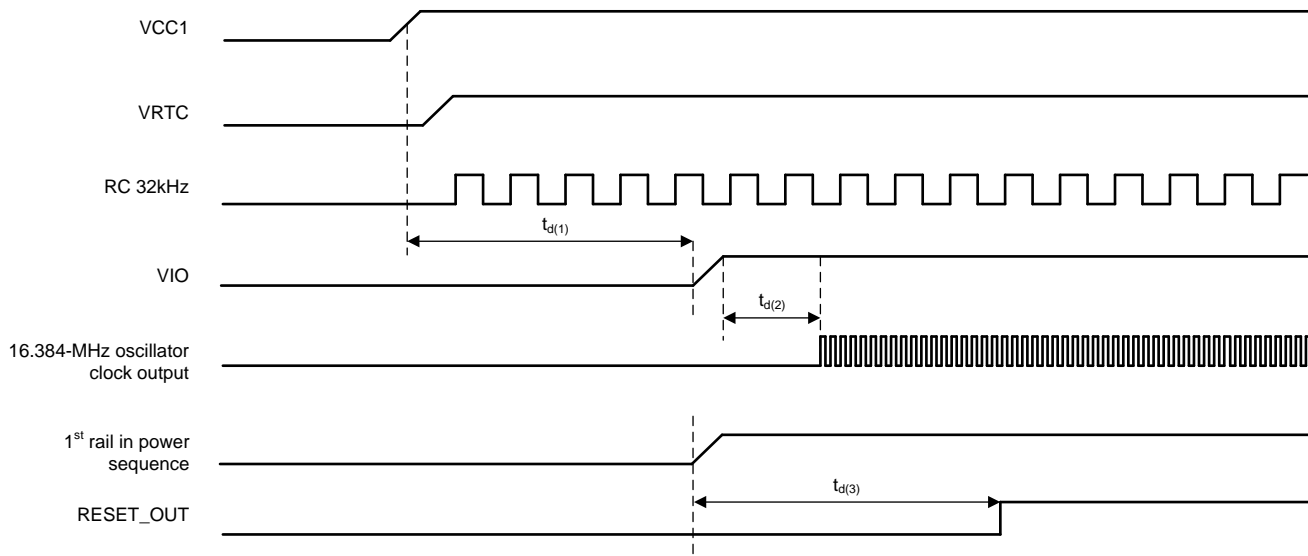 VCC1
VRTC
RC 32kHz
td(1)
VIO
td(2)
16.384-MHz oscillator
clock output
1st rail in power
sequence
td(3)
RESET_OUT